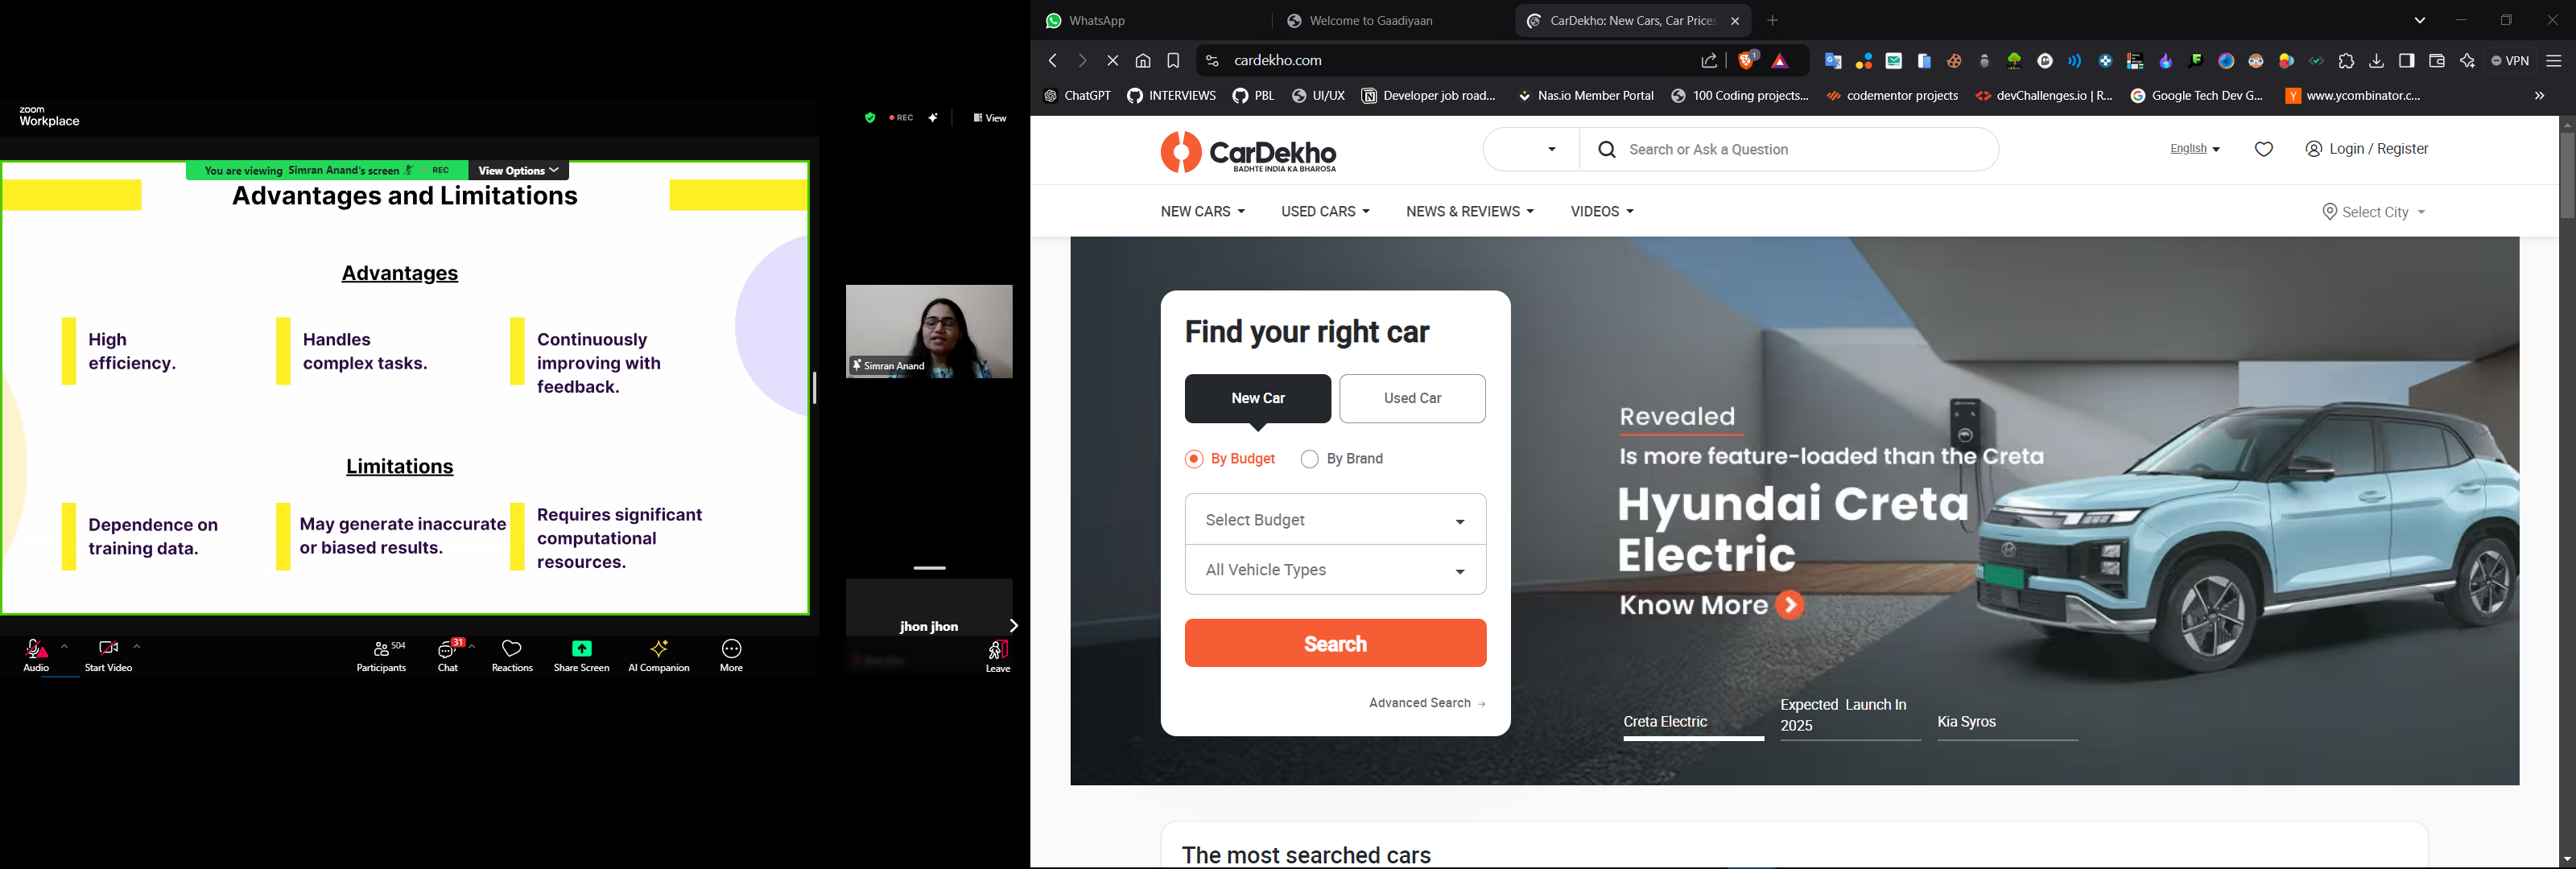 zoom
Workplace
REC
View
You are viewing Simran Anand's screen
REC
View Options
Advantages and Limitations
Advantages
High
efficiency.
Handles
complex tasks.
Continuously
improving with
feedback.
Limitations
Dependence on
training data.
May generate inaccurate
or biased results.
Requires significant
computational
resources.
Simran Anand
jhon jhon
Audio
Start Video
504
Participants
31
Chat
Reactions
Share Screen
AI Companion
More
Leave
WhatsApp
Welcome to Gaadiyaan
CarDekho: New Cars, Car Prices
cardekho.com
1
VPN
ChatGPT
INTERVIEWS
PBL
UI/UX
Developer job road...
Nas.io Member Portal
100 Coding projects...
codementor projects
devChallenges.io | R...
Google Tech Dev G...
www.ycombinator.c...
CarDekho
BADHTE INDIA KA BHAROSA
Search or Ask a Question
English
Login / Register
NEW CARS
USED CARS
NEWS & REVIEWS
VIDEOS
Select City
Find your right car
New Car
Used Car
By Budget
By Brand
Select Budget
All Vehicle Types
Search
Advanced Search
Revealed
Is more feature-loaded than the Creta
Hyundai Creta
Electric
Know More
Creta Electric
Expected Launch In
2025
Kia Syros
The most searched cars